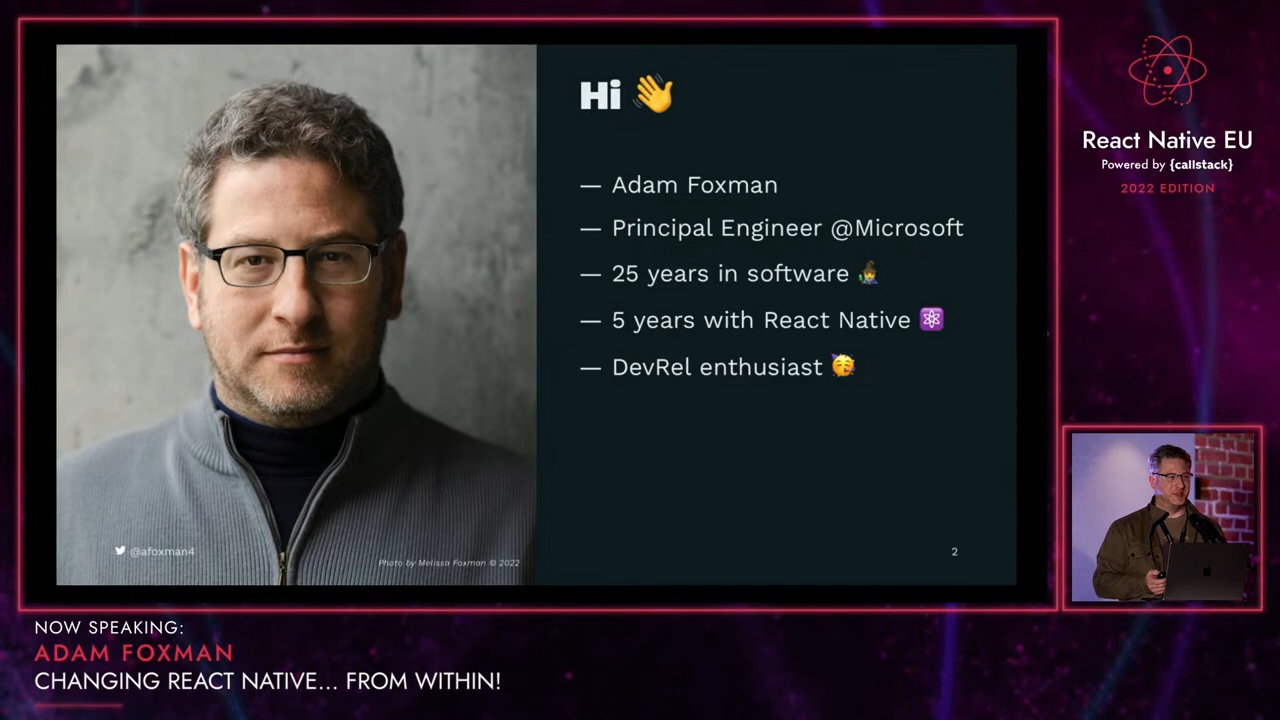 Hi 👋
— Adam Foxman
— Principal Engineer @Microsoft
— 25 years in software
— 5 years with React Native ⚛
— DevRel enthusiast 🥳
@afoxman4
Photo by Melissa Foxman © 2022
2
React Native EU
Powered by {callstack}
2022 EDITION
NOW SPEAKING:
ADAM FOXMAN
CHANGING REACT NATIVE... FROM WITHIN!